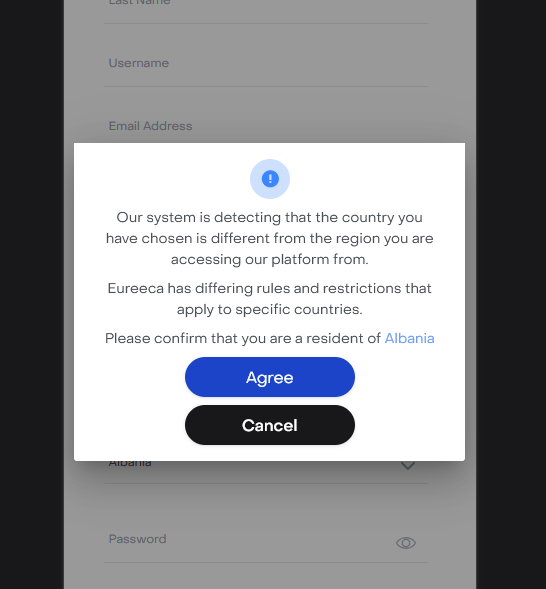 Last Name
Username
Email Address
Our system is detecting that the country you
have chosen is different from the region you are
accessing our platform from.
Eureeca has differing rules and restrictions that
apply to specific countries.
Please confirm that you are a resident of Albania
Agree
Cancel
Albania
Password